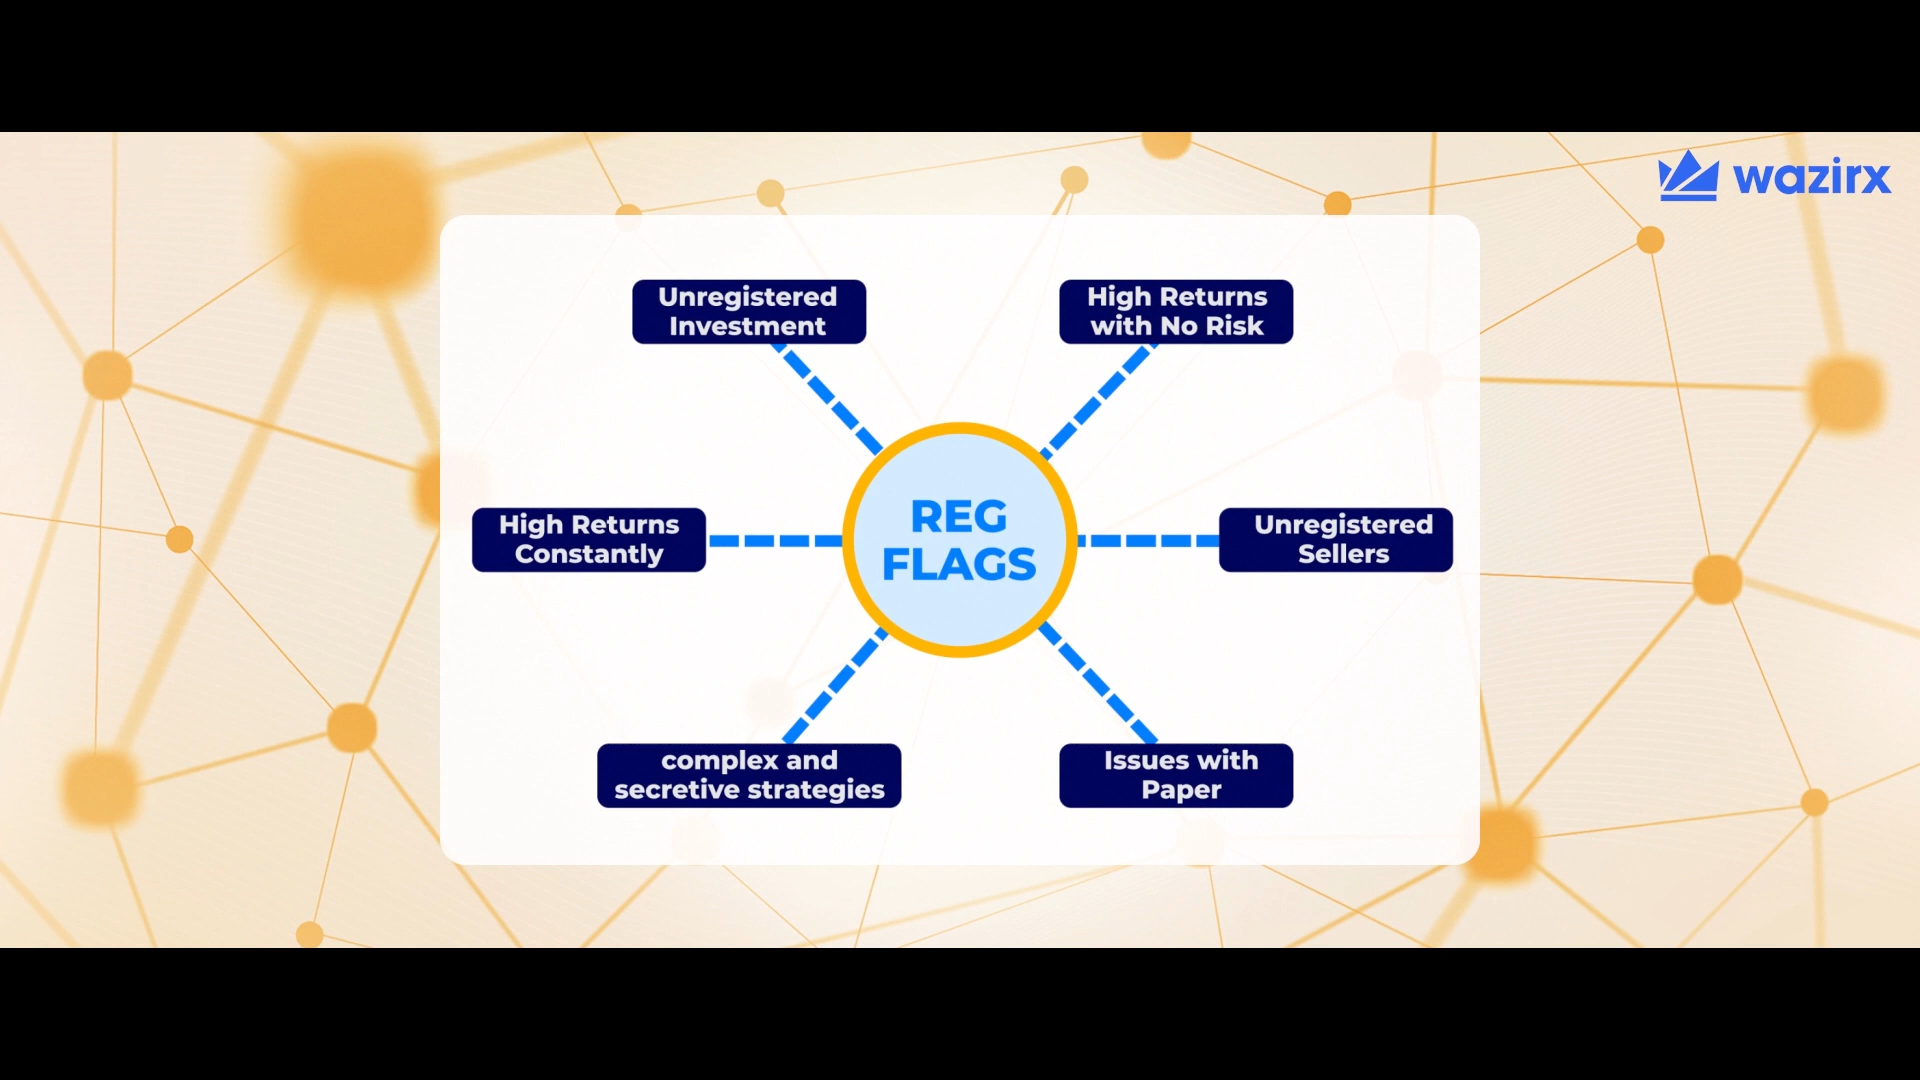 wazirx
Unregistered
Investment
High Returns
with No Risk
High Returns
Constantly
REG
FLAGS
Unregistered
Sellers
complex and
secretive strategies
Issues with
Paper